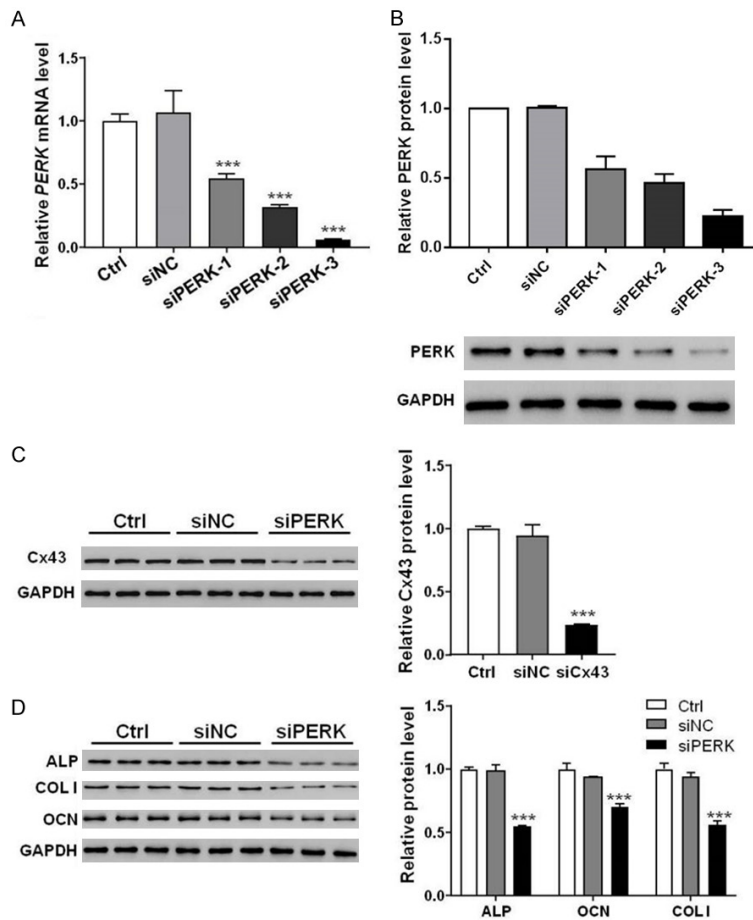 A
Relative PERK mRNA level
1.5
1.0
0.5
0.0
***
***
***
Ctrl
siNC
siPERK-1
siPERK-2
siPERK-3
B
Relative PERK protein level
1.5
1.0
0.5
0.0
Ctrl
siNC
siPERK-1
siPERK-2
siPERK-3
PERK
GAPDH
C
Ctrl siNC siPERK
Cx43
GAPDH
Relative Cx43 protein level
1.5
1.0
0.5
0.0
***
Ctrl siNC siCx43
D
Ctrl siNC siPERK
ALP
COL I
OCN
GAPDH
Relative protein level
1.5
1.0
0.5
0.0
Ctrl
siNC
siPERK
***
***
***
ALP OCN COL I